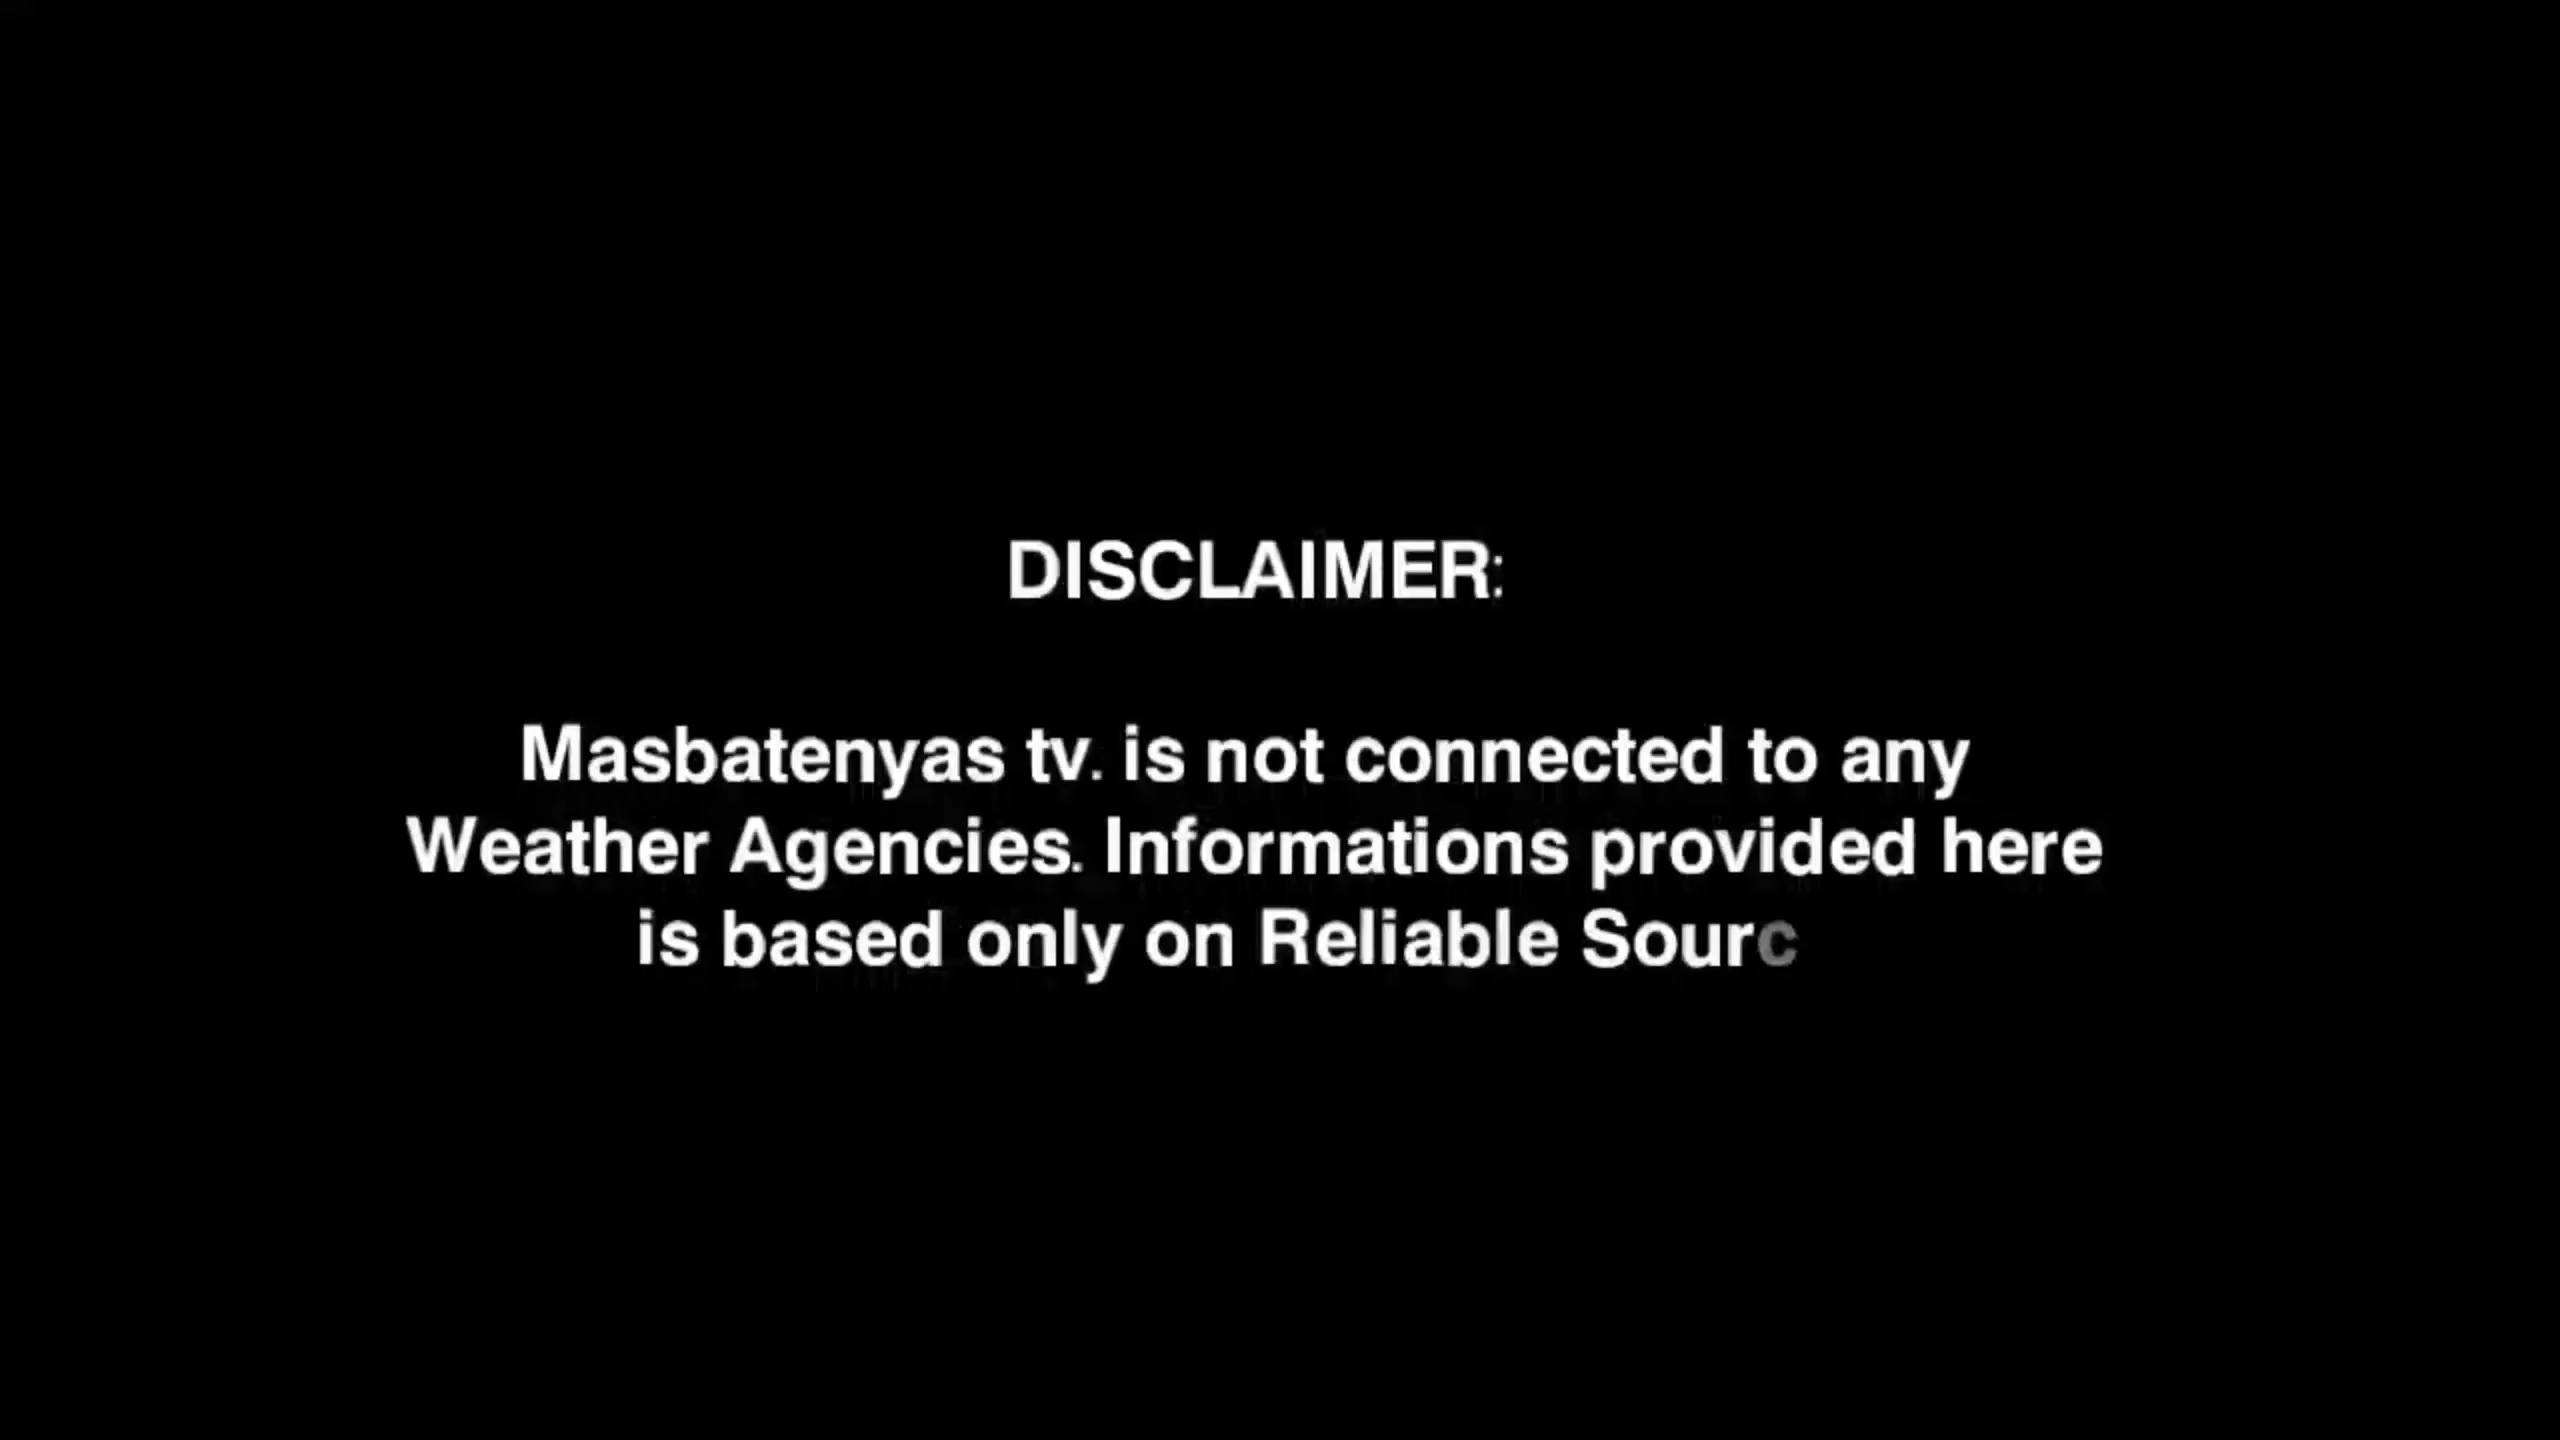 DISCLAIMER:
Masbatenyas tv. is not connected to any
Weather Agencies. Informations provided here
is based only on Reliable Sourc